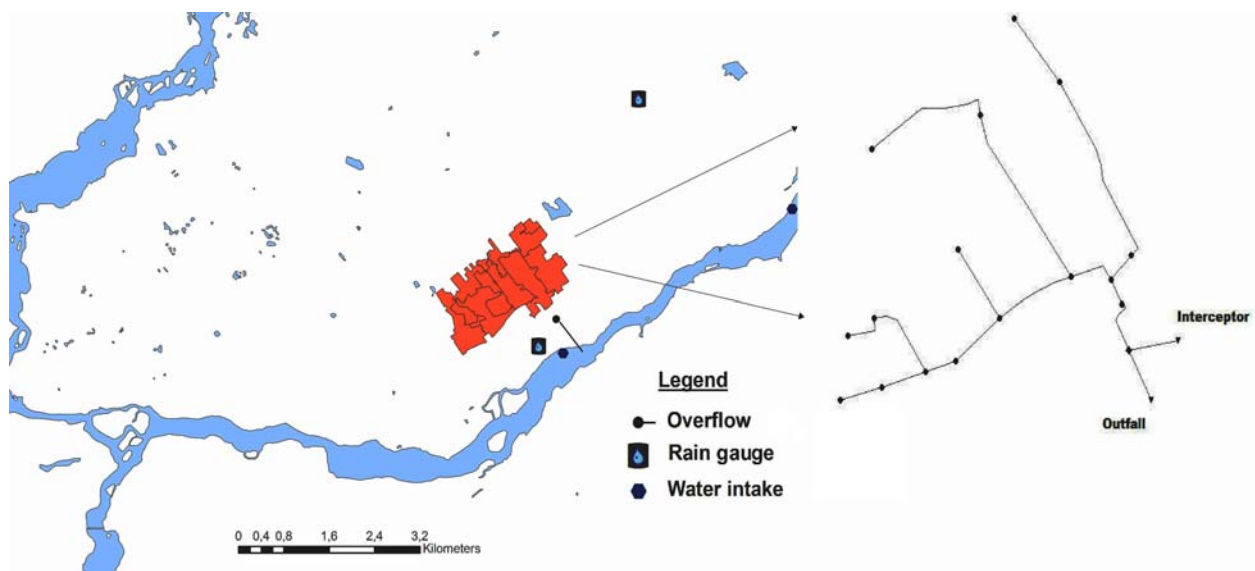 Interceptor
Outfall
Legend
Overflow
Rain gauge
Water intake
0 0,4 0,8 1,6 2,4 3,2
Kilometers